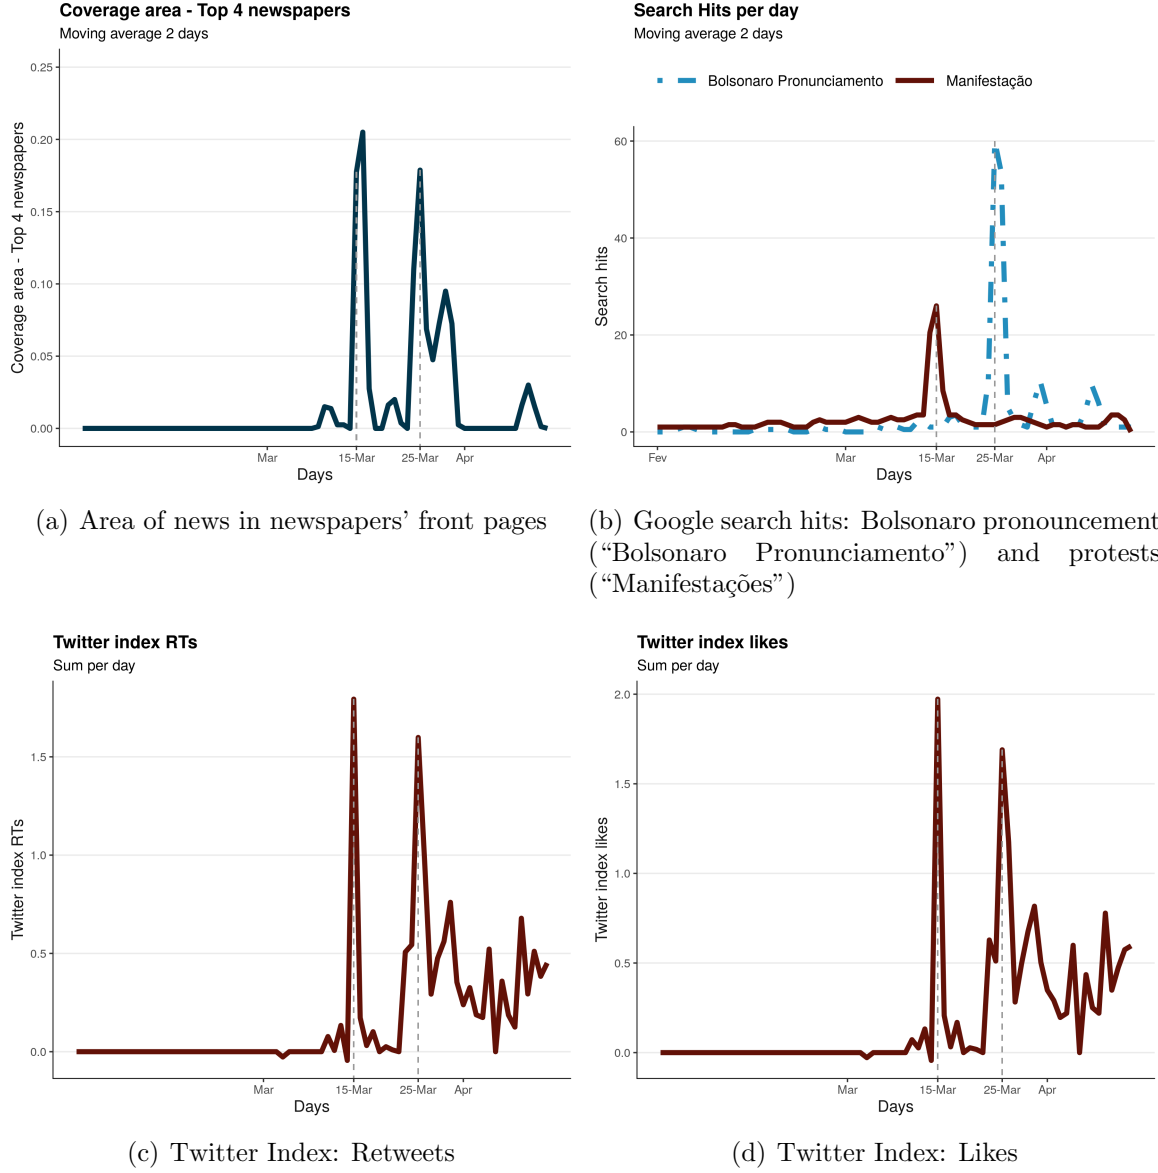 Coverage area - Top 4 newspapers
Moving average 2 days
Coverage area - Top 4 newspapers
0.25
0.20
0.15
0.10
0.05
0.00
Mar
15-Mar
25-Mar
Apr
Days
(a) Area of news in newspapers’ front pages
Search Hits per day
Moving average 2 days
Bolsonaro Pronunciamento
Manifestação
Search hits
60
40
20
0
Fev
Mar
15-Mar
25-Mar
Apr
Days
(b) Google search hits: Bolsonaro pronouncement
(“Bolsonaro Pronunciamento”) and protests
(“Manifestações”)
Twitter index RTs
Sum per day
Twitter index RTs
1.5
1.0
0.5
0.0
Mar
15-Mar
25-Mar
Apr
Days
(c) Twitter Index: Retweets
Twitter index likes
Sum per day
Twitter index likes
2.0
1.5
1.0
0.5
0.0
Mar
15-Mar
25-Mar
Apr
Days
(d) Twitter Index: Likes